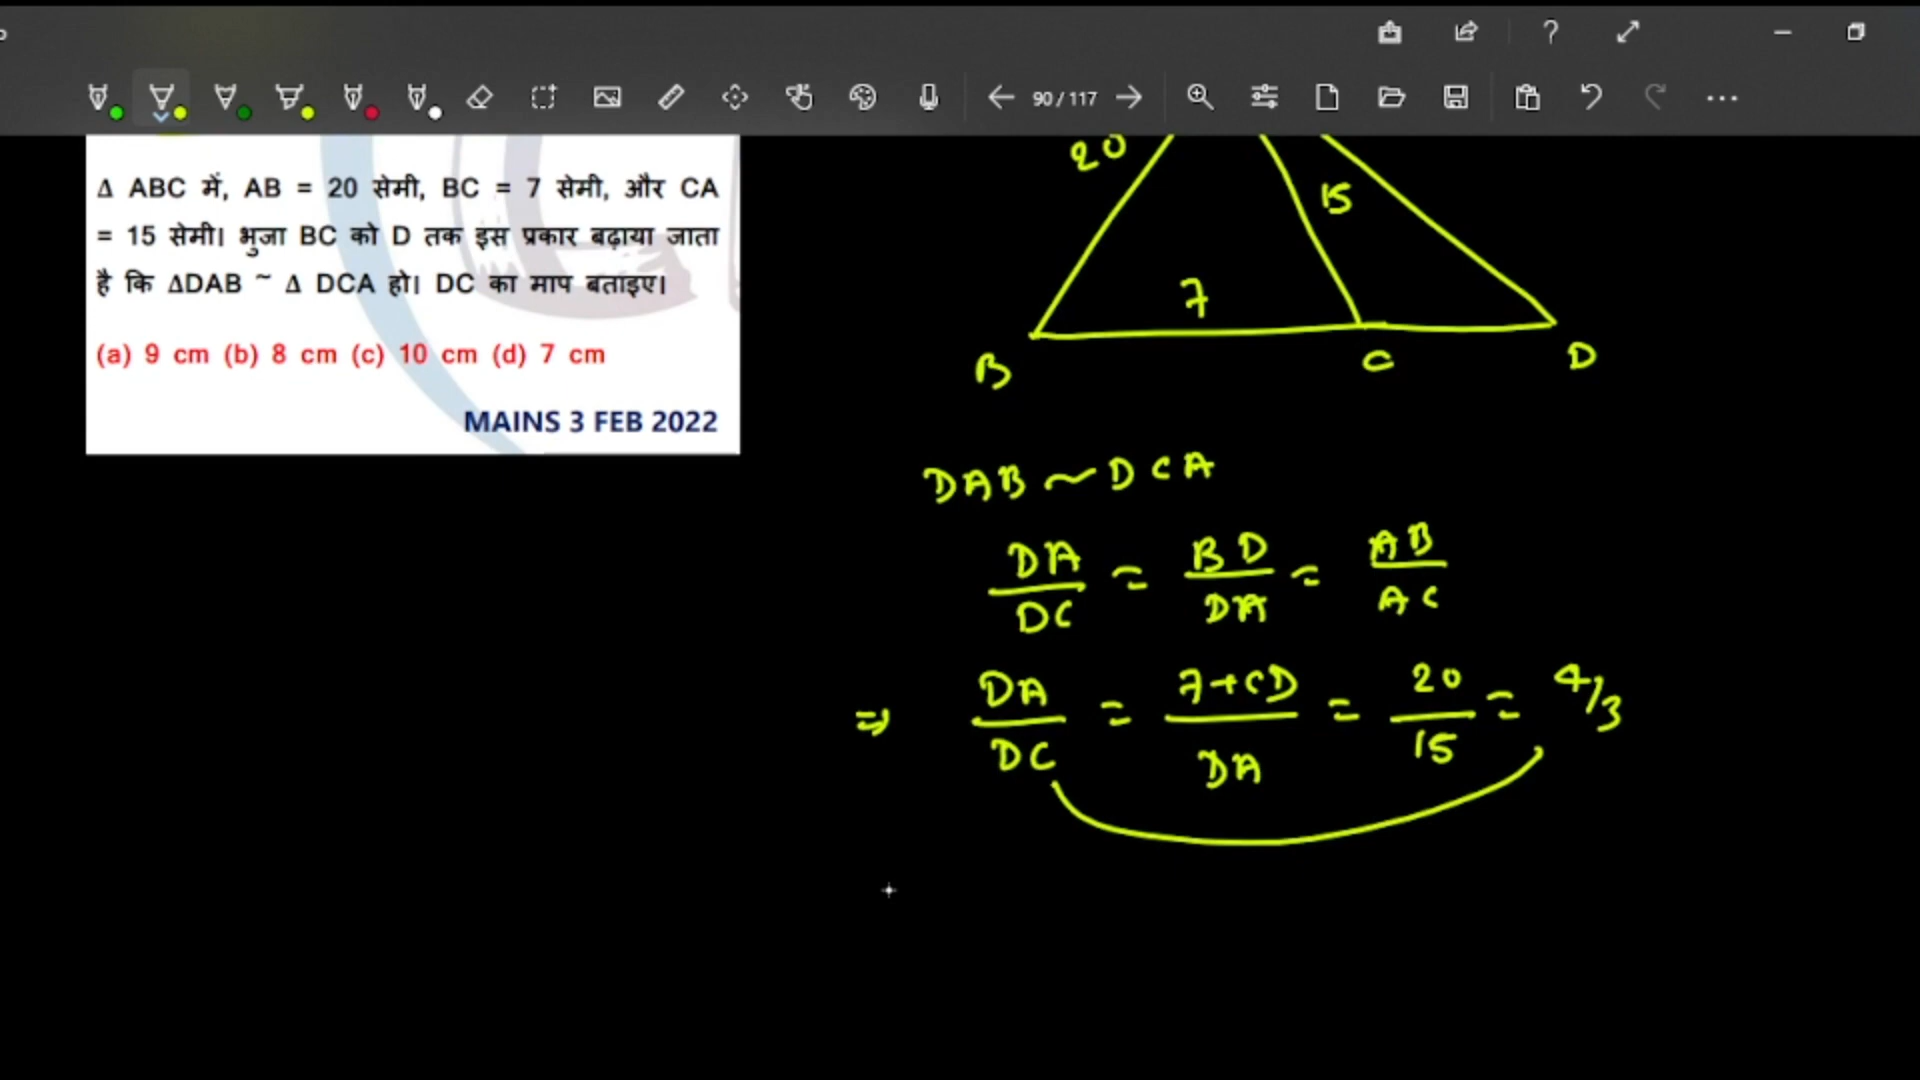 90 / 117
Δ ABC में, AB = 20 सेमी, BC = 7 सेमी, और CA
= 15 सेमी। भुजा BC को D तक इस प्रकार बढ़ाया जाता
है कि ΔDAB ~ Δ DCA हो। DC का माप बताइए।
(a) 9 cm (b) 8 cm (c) 10 cm (d) 7 cm
MAINS 3 FEB 2022
20
15
7
B
C
D
DAB ~ DCA
DA/DC = BD/DA = AB/AC
⇒ DA/DC = 7+CD/DA = 20/15 = 4/3